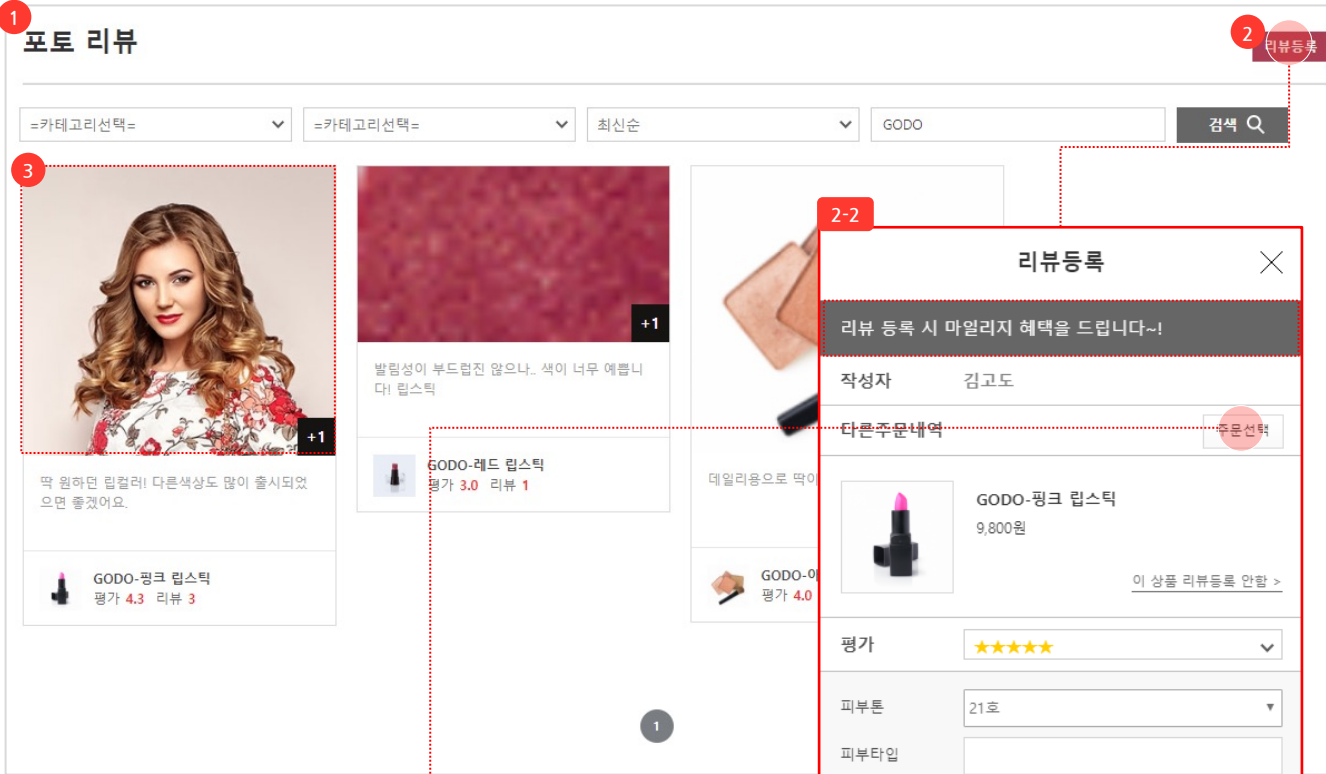 1
포토 리뷰
2
리뷰등록
=카테고리선택=
=카테고리선택=
최신순
GODO
검색
3
+1
딱 원하던 립컬러! 다른색상도 많이 출시되었
으면 좋겠어요.
GODO-핑크 립스틱
평가 4.3 리뷰 3
+1
발림성이 부드럽진 않으나.. 색이 너무 예쁩니
다! 립스틱
GODO-레드 립스틱
평가 3.0 리뷰 1
데일리용으로 딱이
평가 4.0
1
2-2
리뷰등록
리뷰 등록 시 마일리지 혜택을 드립니다~!
작성자 김고도
다른주문내역 주문선택
GODO-핑크 립스틱
9,800원
이 상품 리뷰등록 안함 >
평가 ★★★★★
피부톤 21호
피부타입